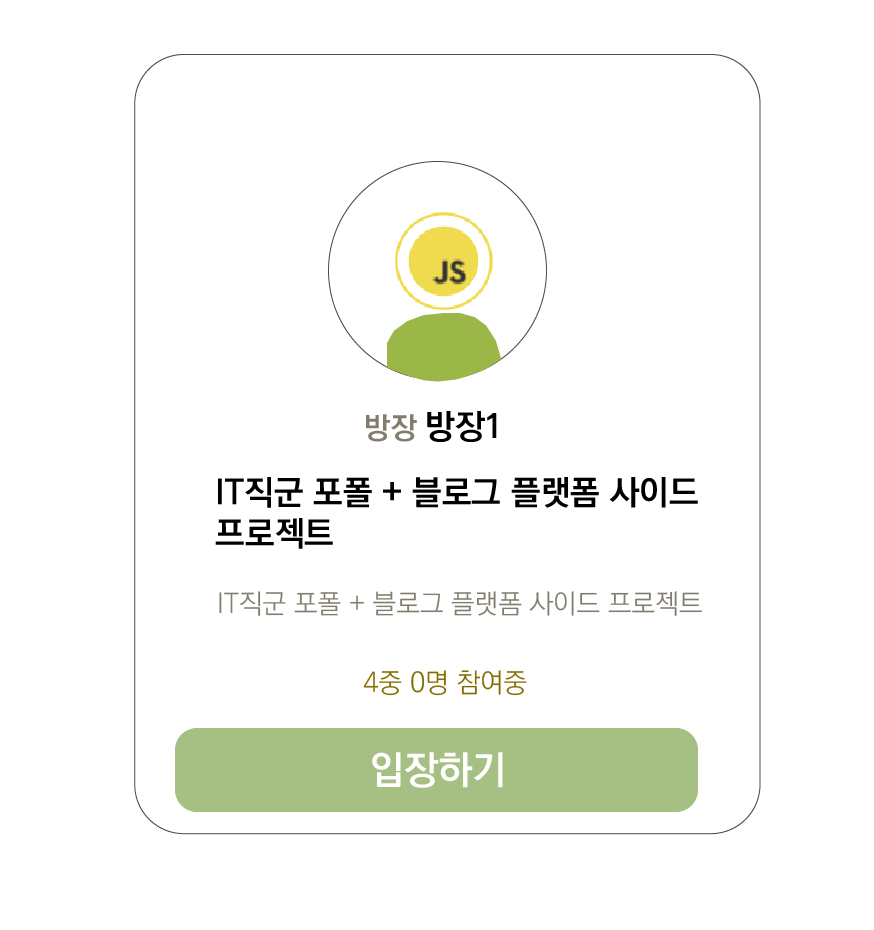 JS
방장 방장1
IT직군 포폴 + 블로그 플랫폼 사이드
프로젝트
IT직군 포폴 + 블로그 플랫폼 사이드 프로젝트
4중 0명 참여중
입장하기